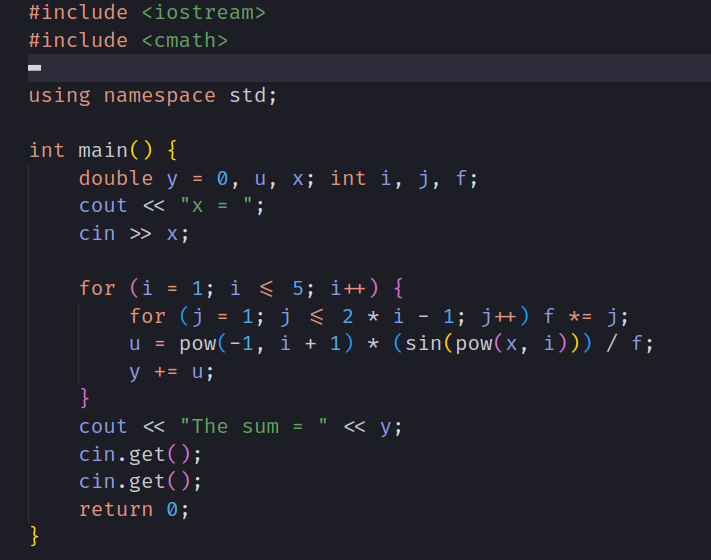 #include <iostream>
#include <cmath>
using namespace std;
int main() {
double y = 0, u, x; int i, j, f;
cout << "x = ";
cin >> x;
for (i = 1; i <= 5; i++) {
for (j = 1; j <= 2 * i - 1; j++) f *= j;
u = pow(-1, i + 1) * (sin(pow(x, i))) / f;
y += u;
}
cout << "The sum = " << y;
cin.get();
cin.get();
return 0;
}